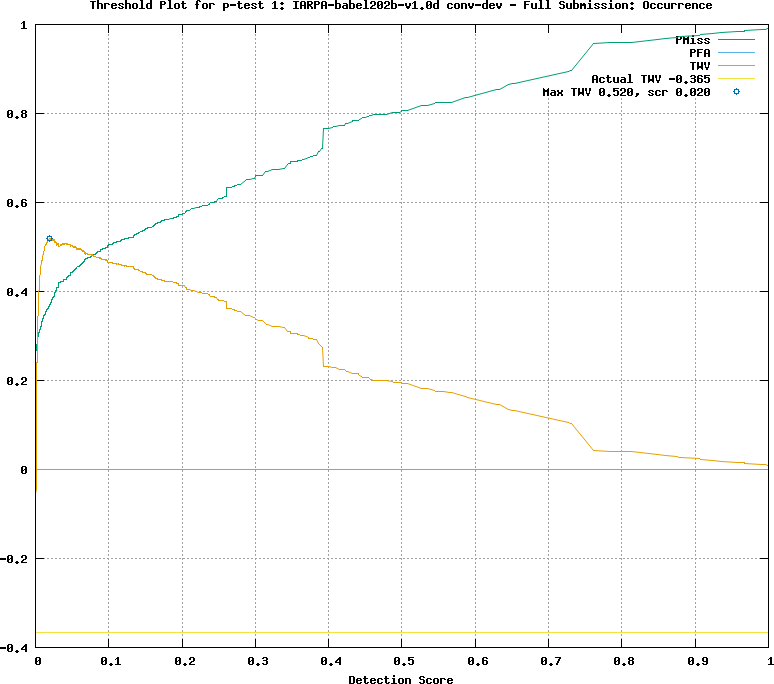 Threshold Plot for p-test 1: IARPA-babel202b-v1.0d conv-dev - Full Submission: Occurrence
1
PMiss
PFA
TWV
Actual TWV -0.365
Max TWV 0.520, scr 0.020
0.8
0.6
0.4
0.2
0
-0.2
-0.4
0 0.1 0.2 0.3 0.4 0.5 0.6 0.7 0.8 0.9 1
Detection Score